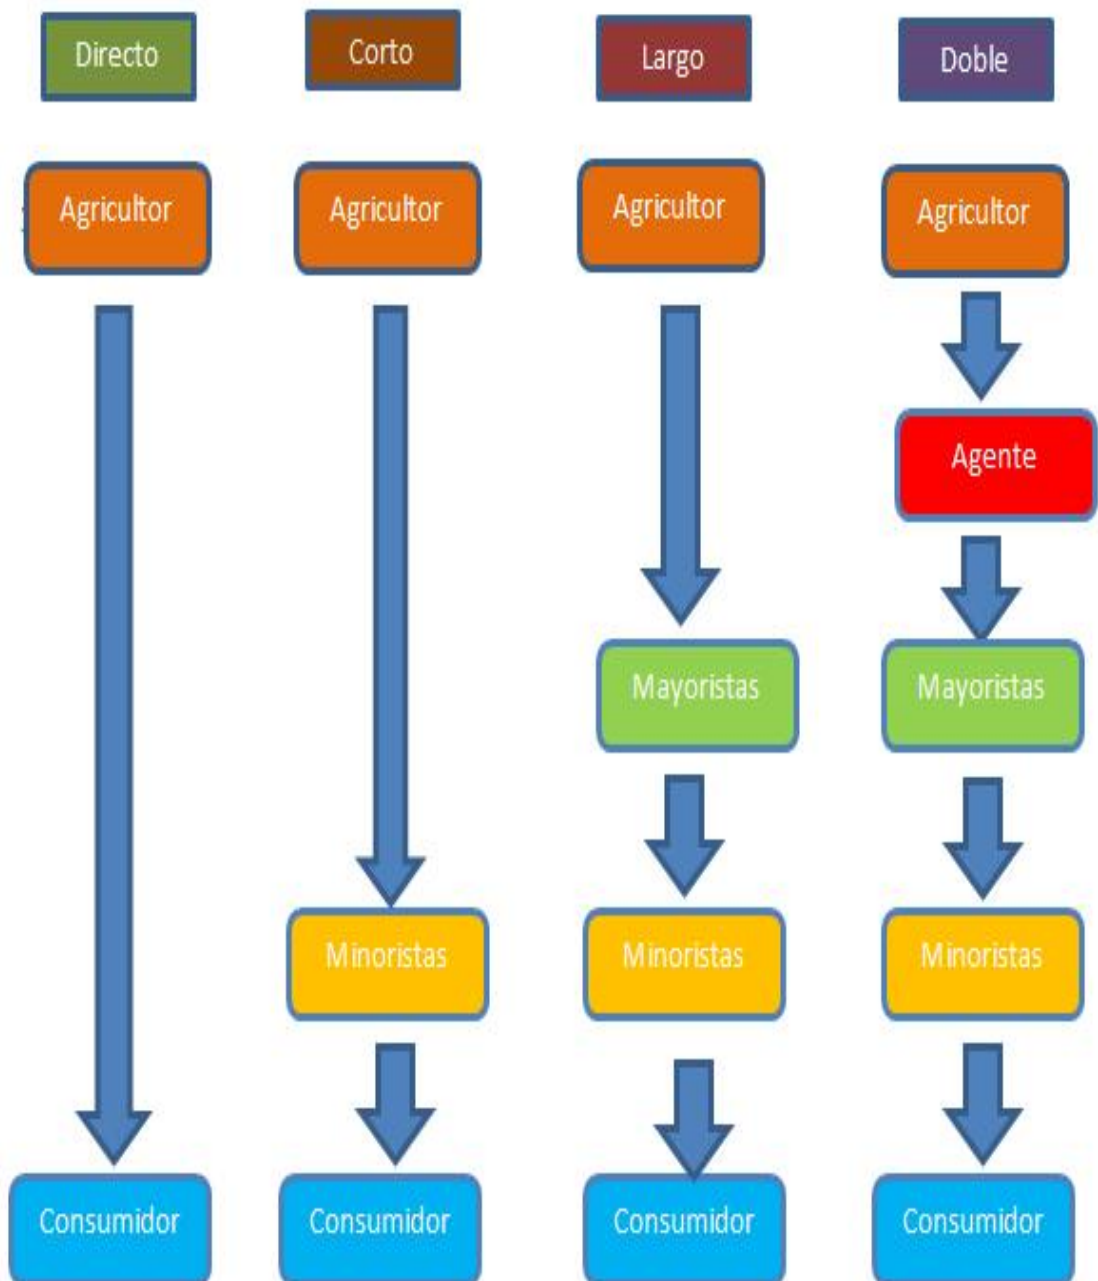 Directo
Corto
Largo
Doble
Agricultor
Agricultor
Agricultor
Agricultor
Agente
Mayoristas
Mayoristas
Minoristas
Minoristas
Minoristas
Consumidor
Consumidor
Consumidor
Consumidor